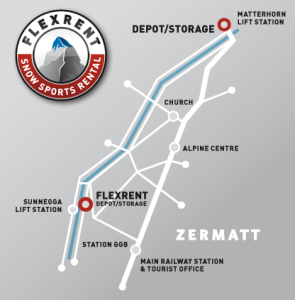 FLEXRENT
SNOW SPORTS RENTAL
MATTERHORN
LIFT STATION
DEPOT/STORAGE
CHURCH
ALPINE CENTRE
SUNNEGGA
LIFT STATION
FLEXRENT
DEPOT/STORAGE
ZERMATT
STATION GGB
MAIN RAILWAY STATION
& TOURIST OFFICE